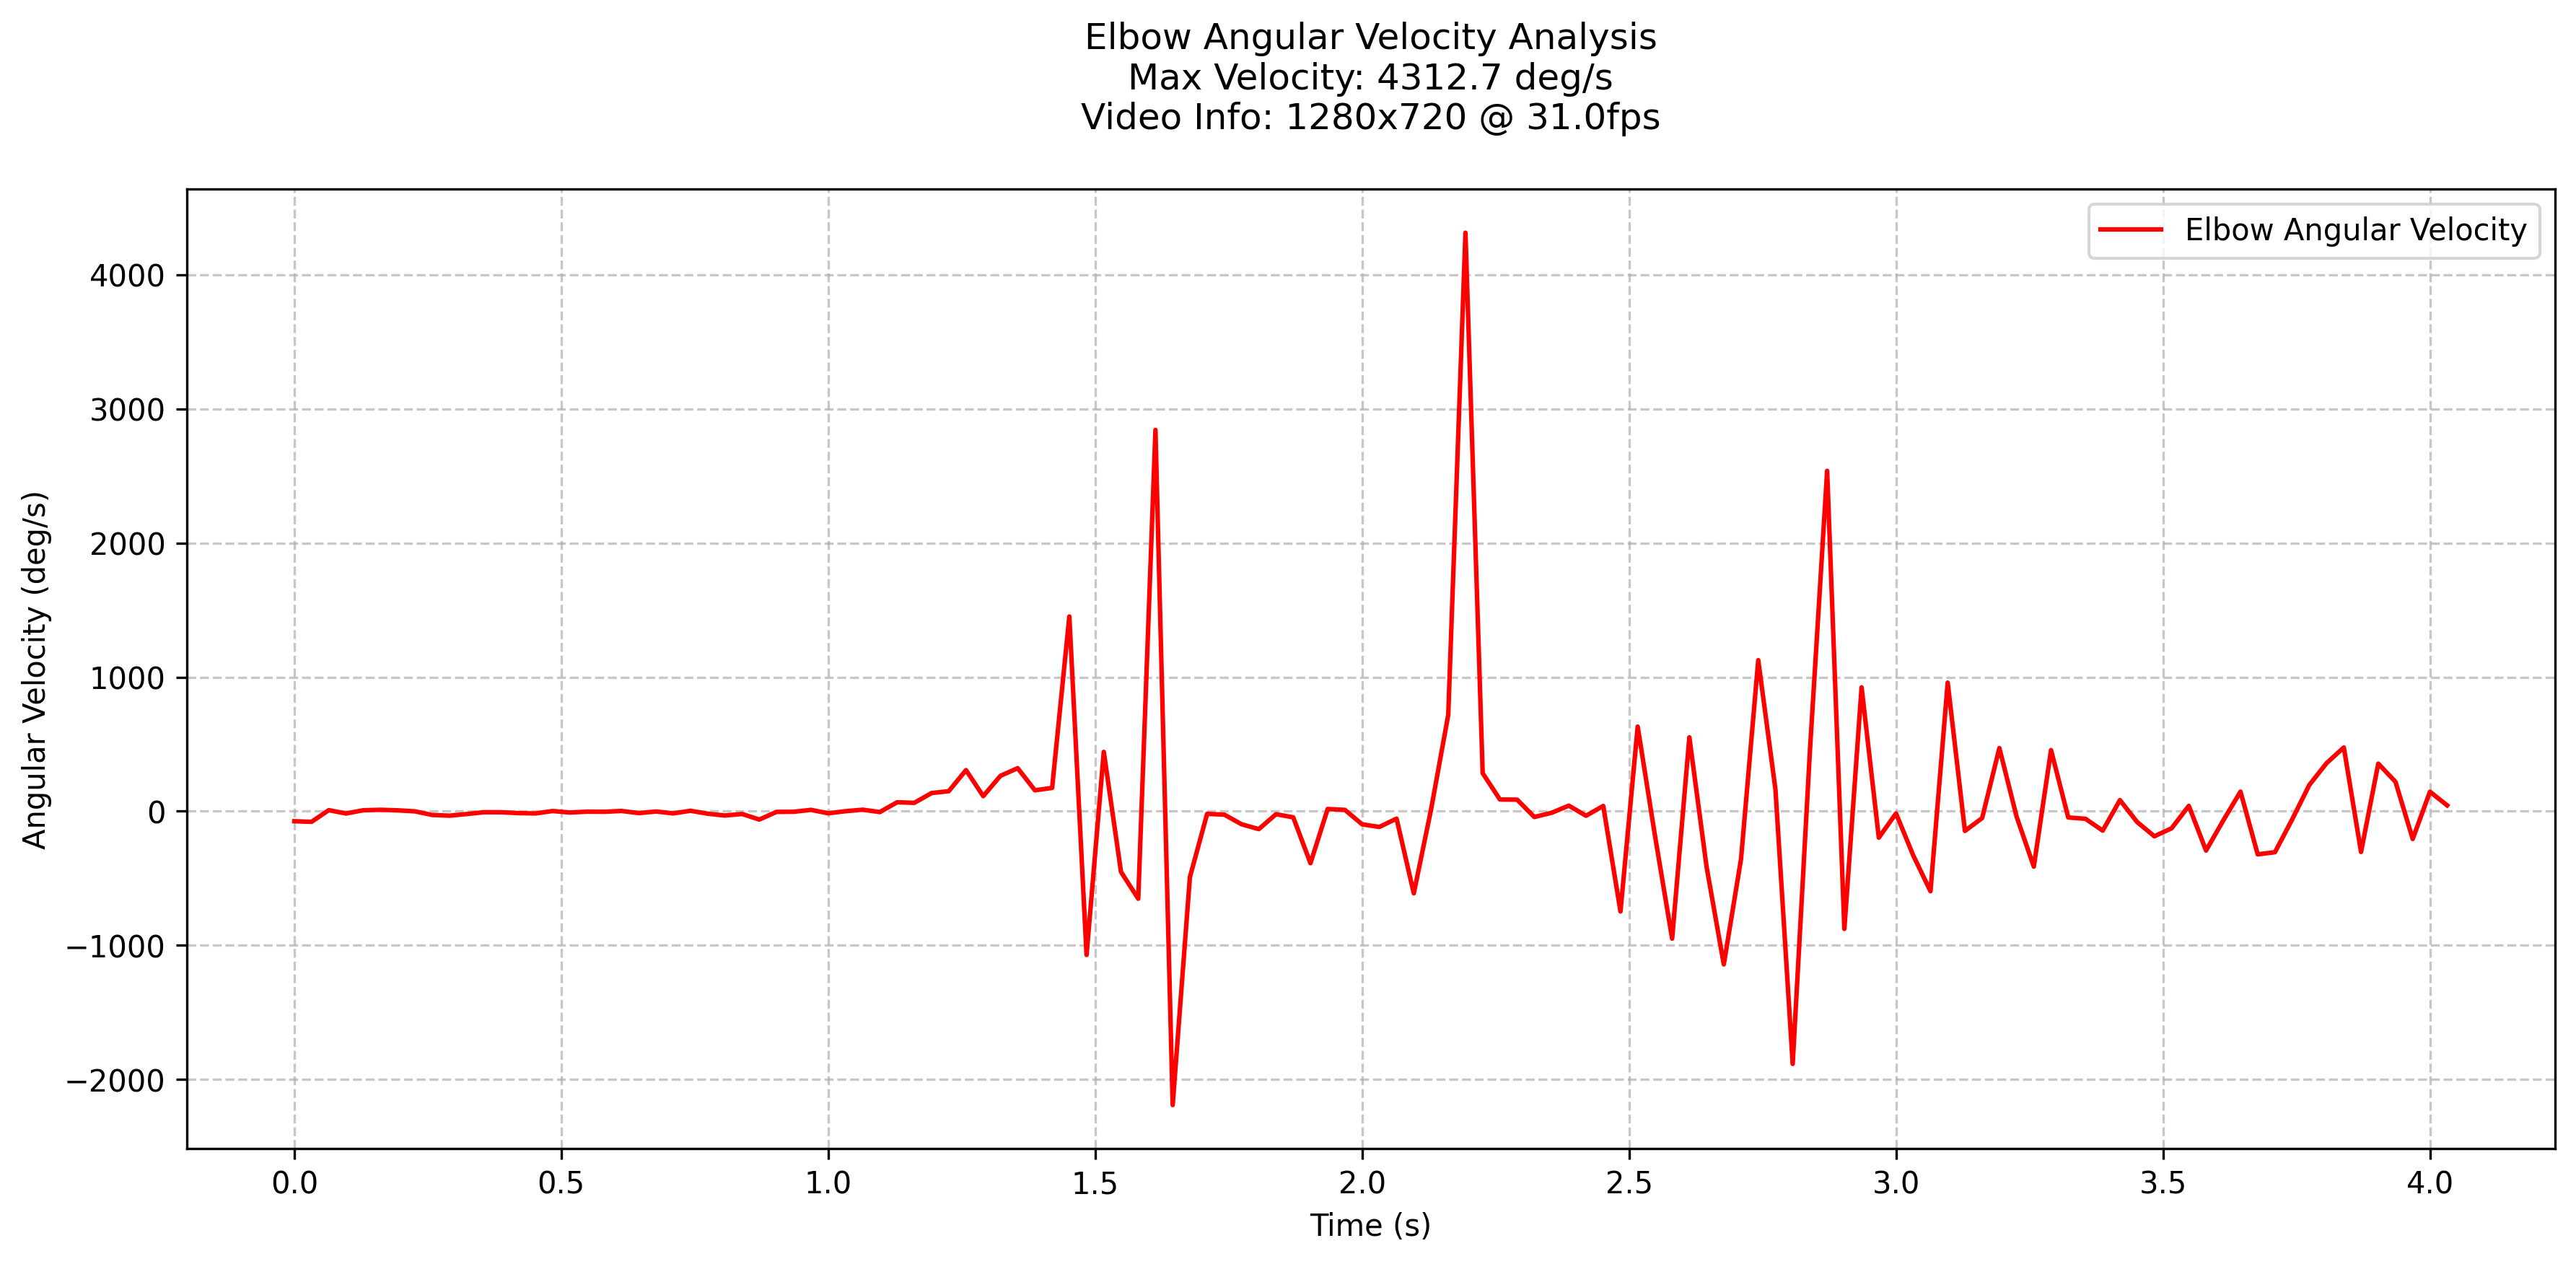 Elbow Angular Velocity Analysis
Max Velocity: 4312.7 deg/s
Video Info: 1280x720 @ 31.0fps
Elbow Angular Velocity
Angular Velocity (deg/s)
4000
3000
2000
1000
0
−1000
−2000
0.0 0.5 1.0 1.5 2.0 2.5 3.0 3.5 4.0
Time (s)